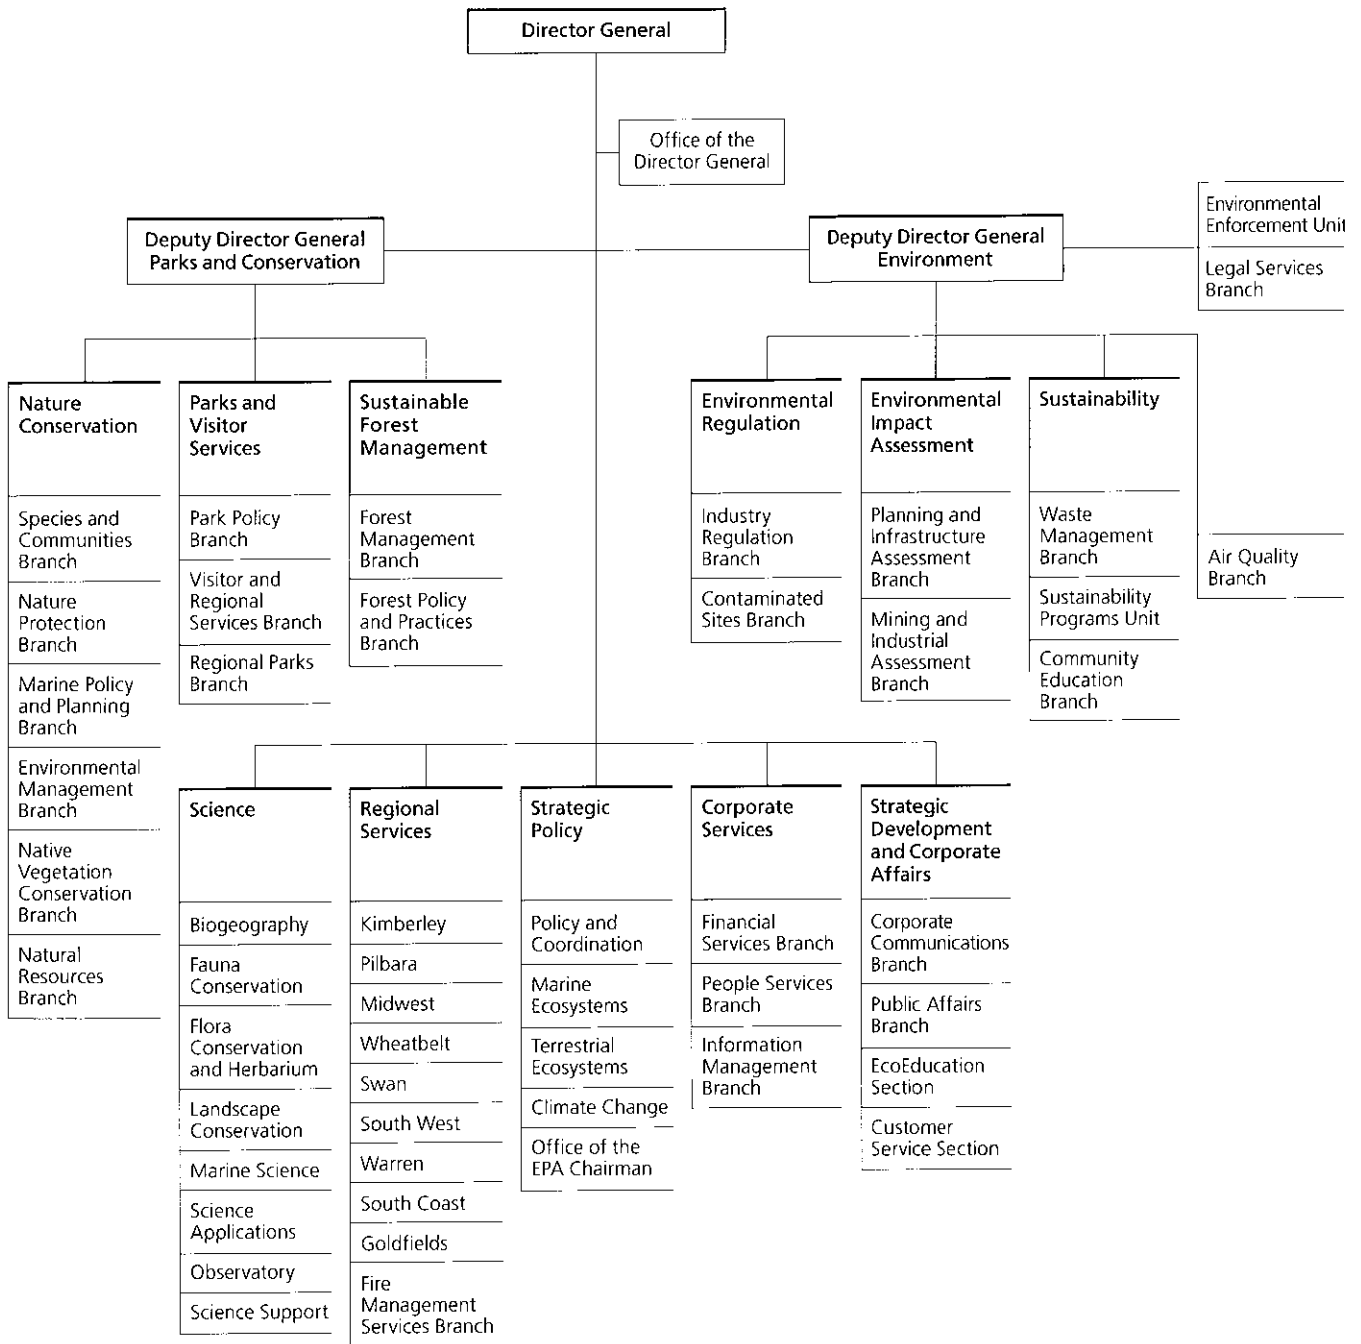 Director General
Office of the
Director General
Deputy Director General
Parks and Conservation
Deputy Director General
Environment
Environmental
Enforcement Unit
Legal Services
Branch
Nature
Conservation
Species and
Communities
Branch
Nature
Protection
Branch
Marine Policy
and Planning
Branch
Environmental
Management
Branch
Native
Vegetation
Conservation
Branch
Natural
Resources
Branch
Parks and
Visitor
Services
Park Policy
Branch
Visitor and
Regional
Services Branch
Regional Parks
Branch
Sustainable
Forest
Management
Forest
Management
Branch
Forest Policy
and Practices
Branch
Environmental
Regulation
Industry
Regulation
Branch
Contaminated
Sites Branch
Environmental
Impact
Assessment
Planning and
Infrastructure
Assessment
Branch
Mining and
Industrial
Assessment
Branch
Sustainability
Waste
Management
Branch
Sustainability
Programs Unit
Community
Education
Branch
Air Quality
Branch
Science
Biogeography
Fauna
Conservation
Flora
Conservation
and Herbarium
Landscape
Conservation
Marine Science
Science
Applications
Observatory
Science Support
Regional
Services
Kimberley
Pilbara
Midwest
Wheatbelt
Swan
South West
Warren
South Coast
Goldfields
Fire
Management
Services Branch
Strategic
Policy
Policy and
Coordination
Marine
Ecosystems
Terrestrial
Ecosystems
Climate Change
Office of the
EPA Chairman
Corporate
Services
Financial
Services Branch
People Services
Branch
Information
Management
Branch
Strategic
Development
and Corporate
Affairs
Corporate
Communications
Branch
Public Affairs
Branch
EcoEducation
Section
Customer
Service Section